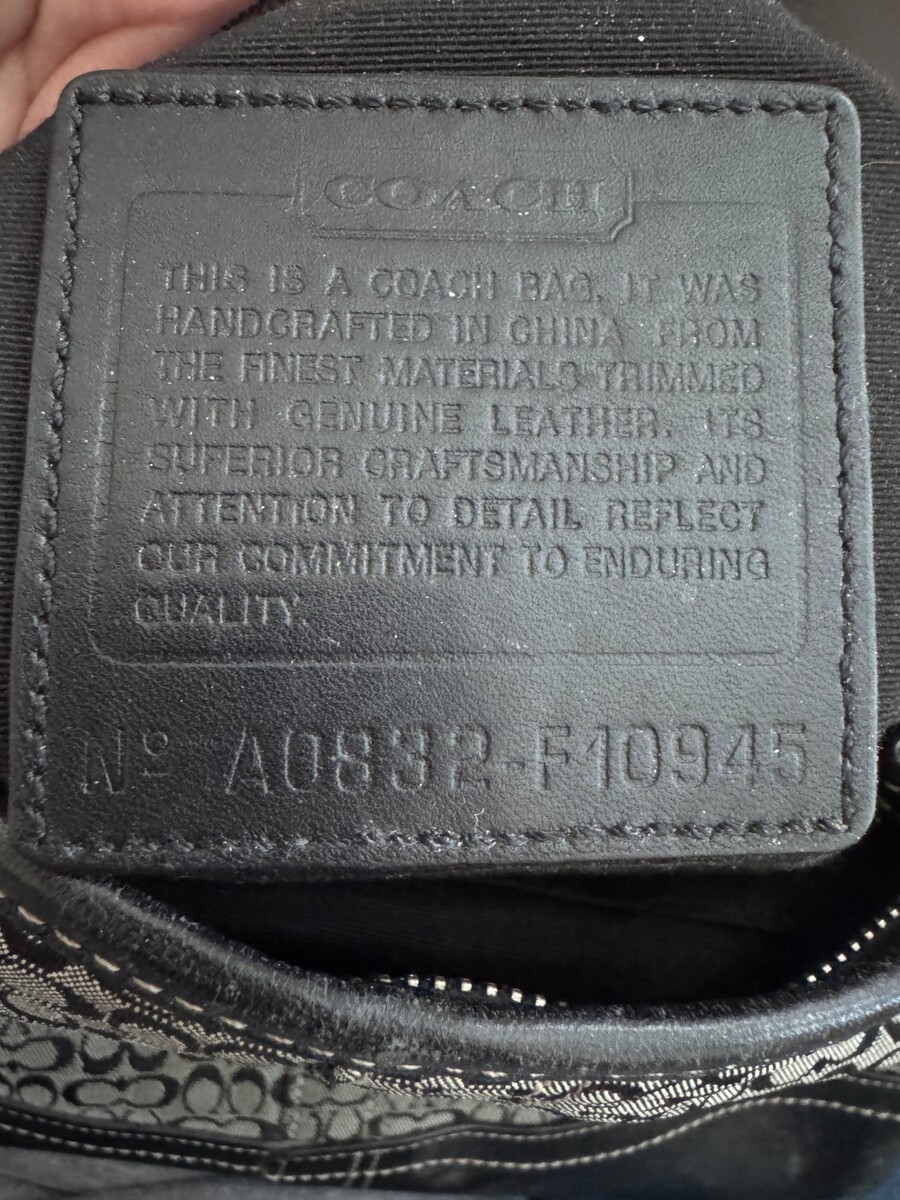 COACH
THIS IS A COACH BAG. IT WAS
HANDCRAFTED IN CHINA FROM
THE FINEST MATERIALS TRIMMED
WITH GENUINE LEATHER. ITS
SUPERIOR CRAFTSMANSHIP AND
ATTENTION TO DETAIL REFLECT
OUR COMMITMENT TO ENDURING
QUALITY.
Nº A0832-F10945